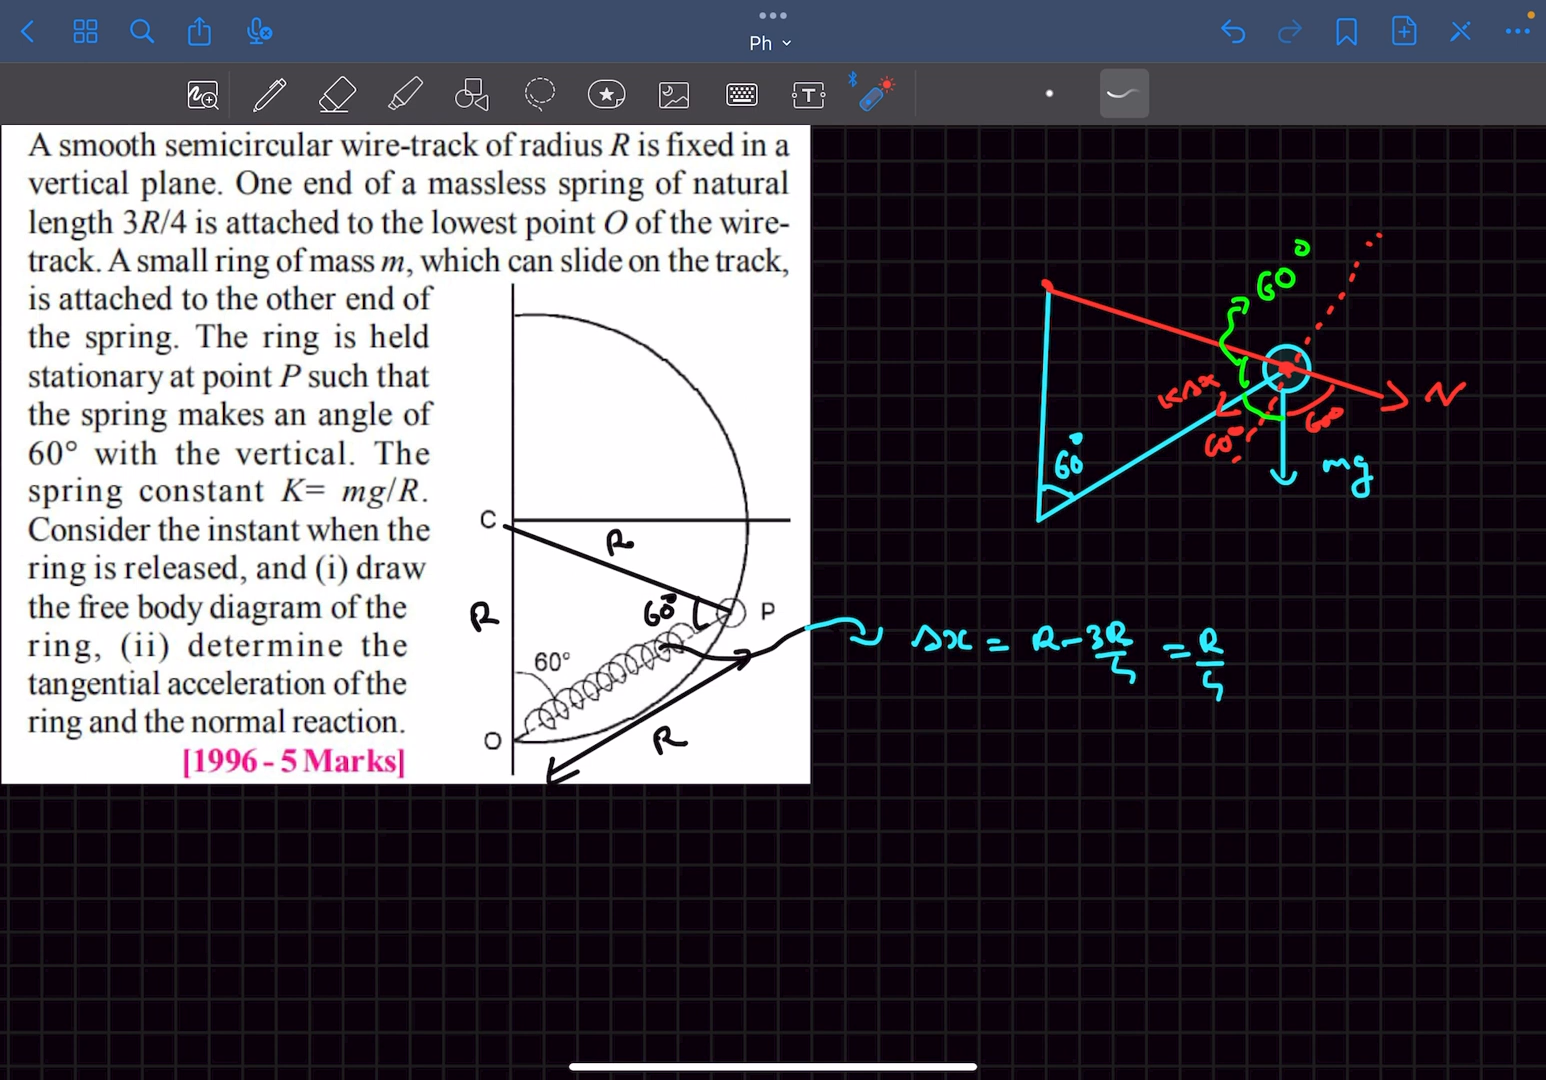 Ph
A smooth semicircular wire-track of radius R is fixed in a
vertical plane. One end of a massless spring of natural
length 3R/4 is attached to the lowest point O of the wire-
track. A small ring of mass m, which can slide on the track,
is attached to the other end of
the spring. The ring is held
stationary at point P such that
the spring makes an angle of
60° with the vertical. The
spring constant K= mg/R.
Consider the instant when the
ring is released, and (i) draw
the free body diagram of the
ring, (ii) determine the
tangential acceleration of the
ring and the normal reaction.
[1996 - 5 Marks]
C
R
R
60°
P
60°
O
R
60°
KΔx
N
60°
60°
60°
mg
Δx = R - 3R/4 = R/4
T